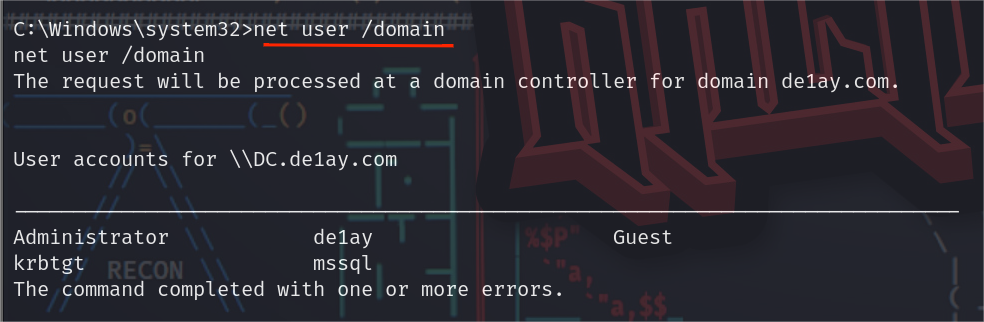 C:\Windows\system32>net user /domain
net user /domain
The request will be processed at a domain controller for domain de1ay.com.
User accounts for \\DC.de1ay.com
Administrator de1ay Guest
krbtgt mssql
RECON
The command completed with one or more errors.